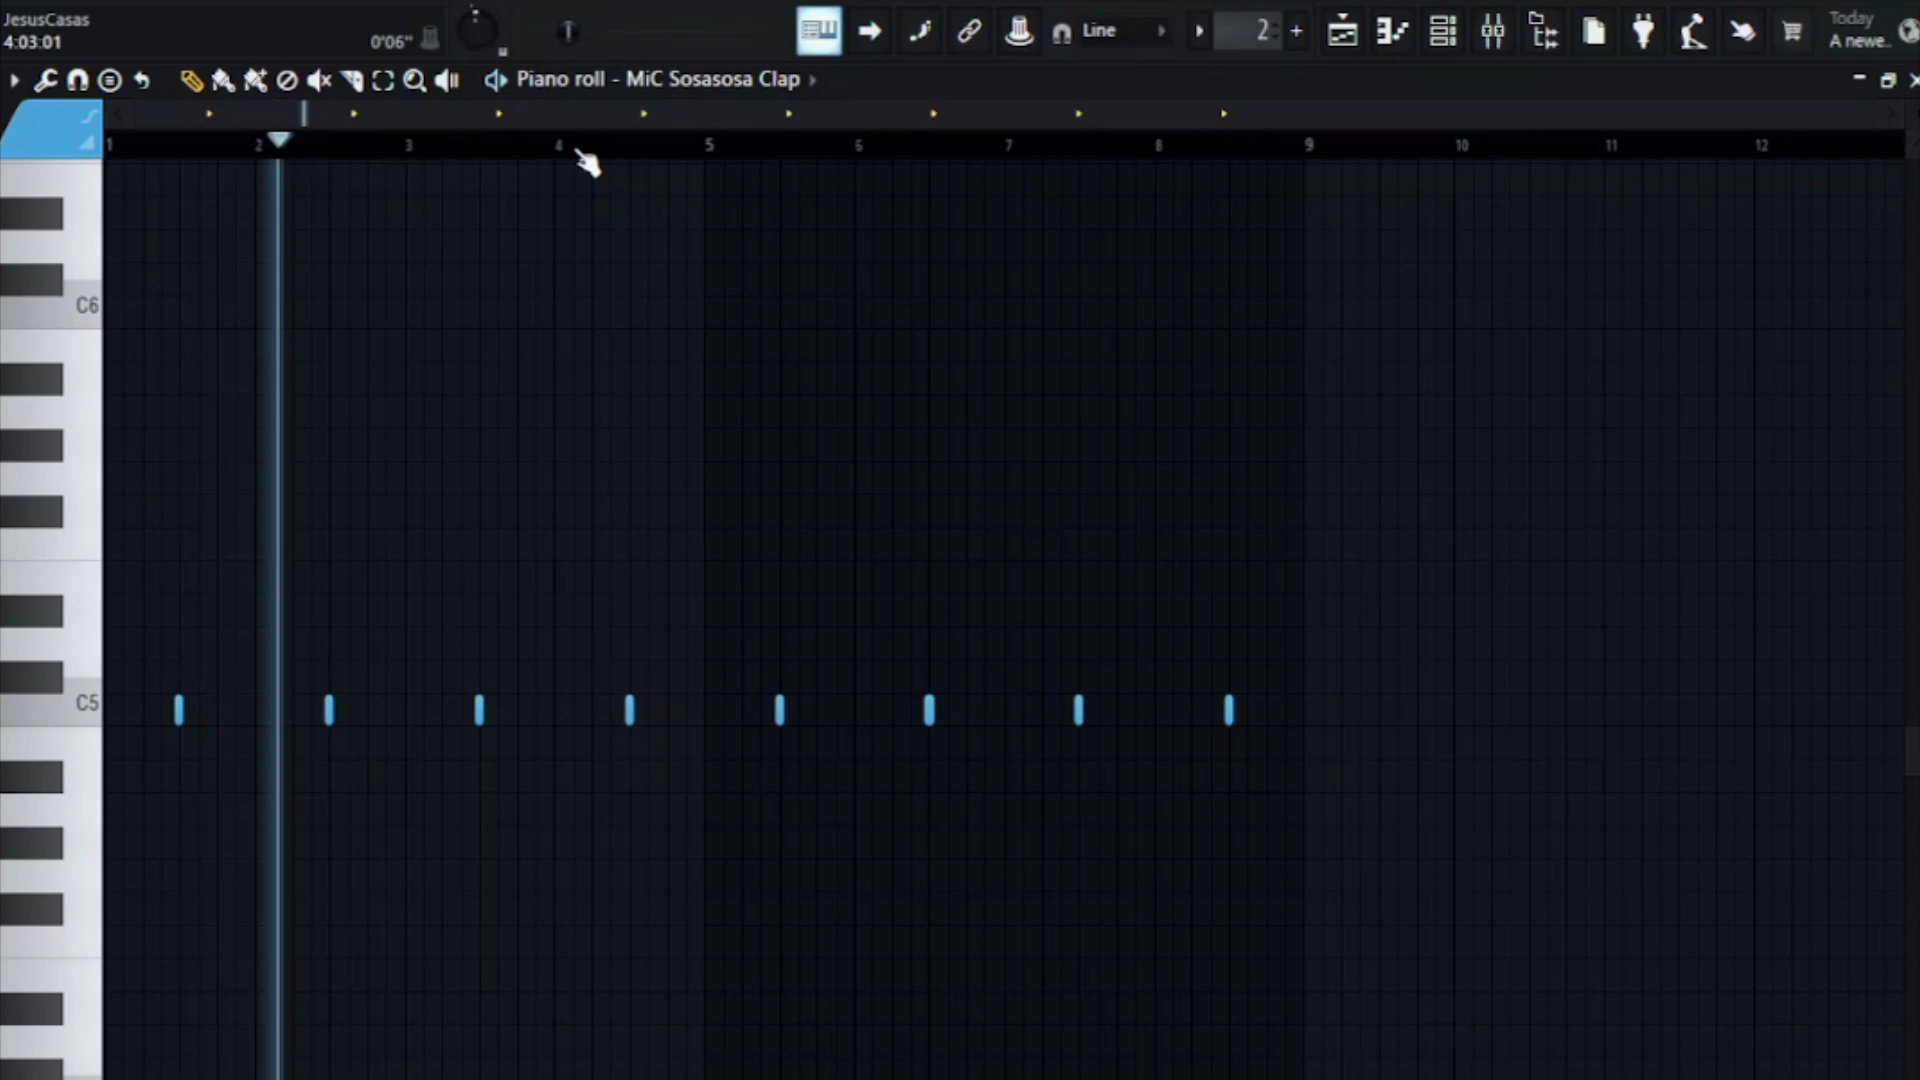 JesusCasas
4:03:01
0'06"
Line
2
Today
A newe..
Piano roll - MiC Sosasosa Clap
1 2 3 4 5 6 7 8 9 10 11 12
C6
C5